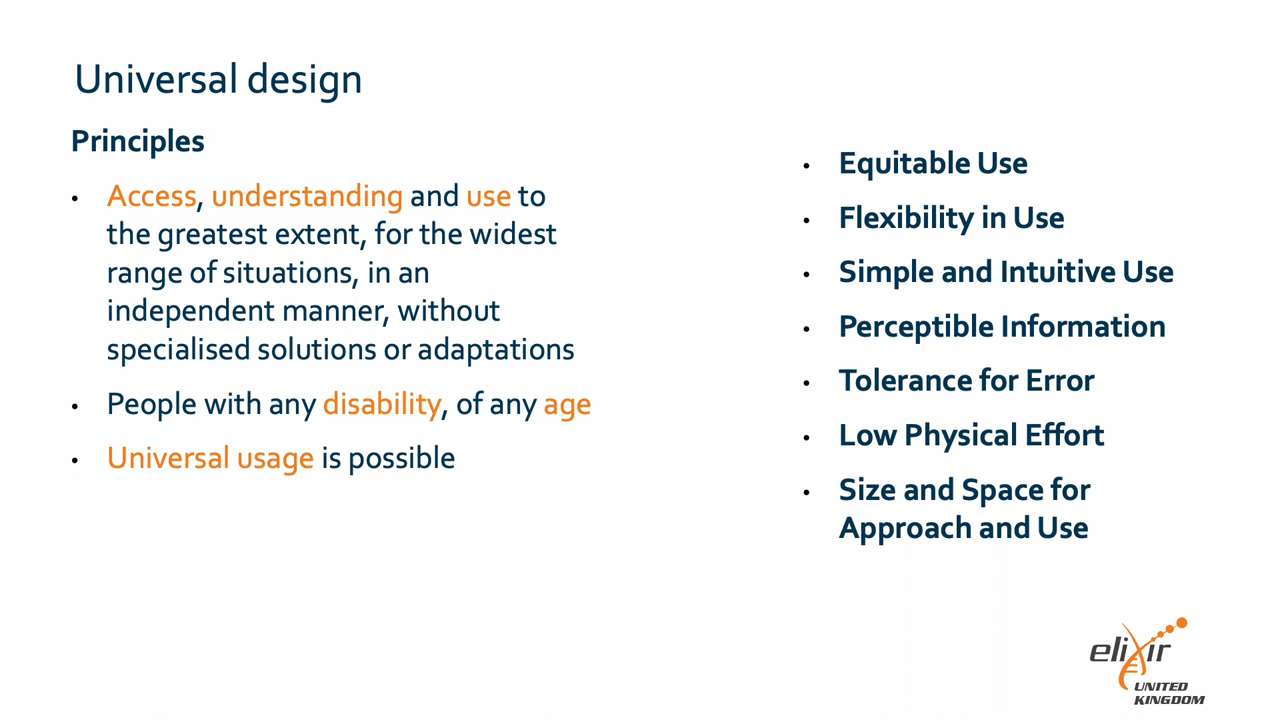 Universal design
Principles
• Access, understanding and use to
the greatest extent, for the widest
range of situations, in an
independent manner, without
specialised solutions or adaptations
• People with any disability, of any age
• Universal usage is possible
• Equitable Use
• Flexibility in Use
• Simple and Intuitive Use
• Perceptible Information
• Tolerance for Error
• Low Physical Effort
• Size and Space for
Approach and Use
elixir
UNITED
KINGDOM